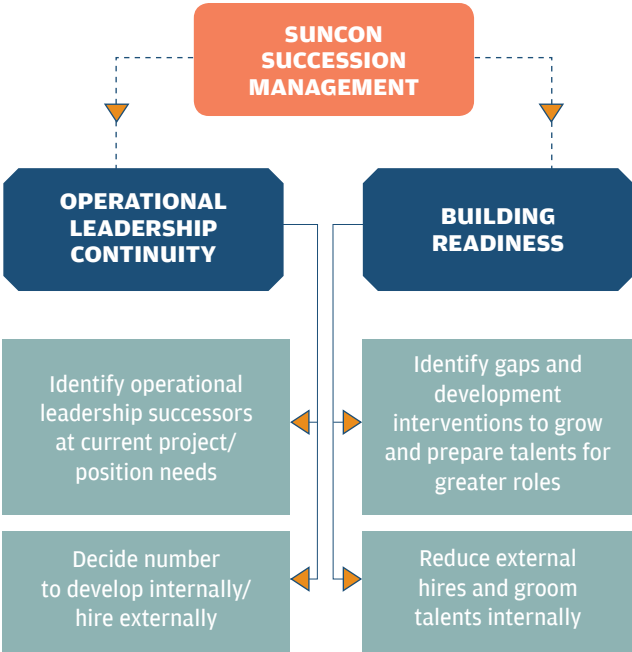 SUNCON
SUCCESSION
MANAGEMENT
OPERATIONAL
LEADERSHIP
CONTINUITY
BUILDING
READINESS
Identify operational
leadership successors
at current project/
position needs
Identify gaps and
development
interventions to grow
and prepare talents for
greater roles
Decide number
to develop internally/
hire externally
Reduce external
hires and groom
talents internally